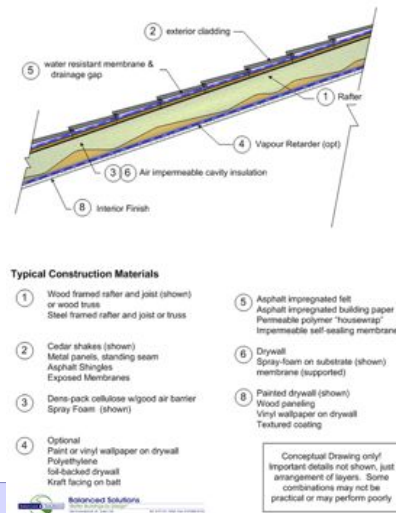 2 exterior cladding
5 water resistant membrane &
drainage gap
1 Rafter
4 Vapour Retarder (opt)
3 6 Air impermeable cavity insulation
8 Interior Finish
Typical Construction Materials
1 Wood framed rafter and joist (shown)
or wood truss
Steel framed rafter and joist or truss
2 Cedar shakes (shown)
Metal panels, standing seam
Asphalt Shingles
Exposed Membranes
3 Dens-pack cellulose w/good air barrier
Spray Foam (shown)
4 Optional
Paint or vinyl wallpaper on drywall
Polyethylene
foil-backed drywall
Kraft facing on batt
5 Asphalt impregnated felt
Asphalt impregnated building paper
Permeable polymer "housewrap"
Impermeable self-sealing membrane
6 Drywall
Spray-foam on substrate (shown)
membrane (supported)
8 Painted drywall (shown)
Wood paneling
Vinyl wallpaper on drywall
Textured coating
Conceptual Drawing only!
Important details not shown, just
arrangement of layers. Some
combinations may not be
practical or may perform poorly
Balanced Solutions